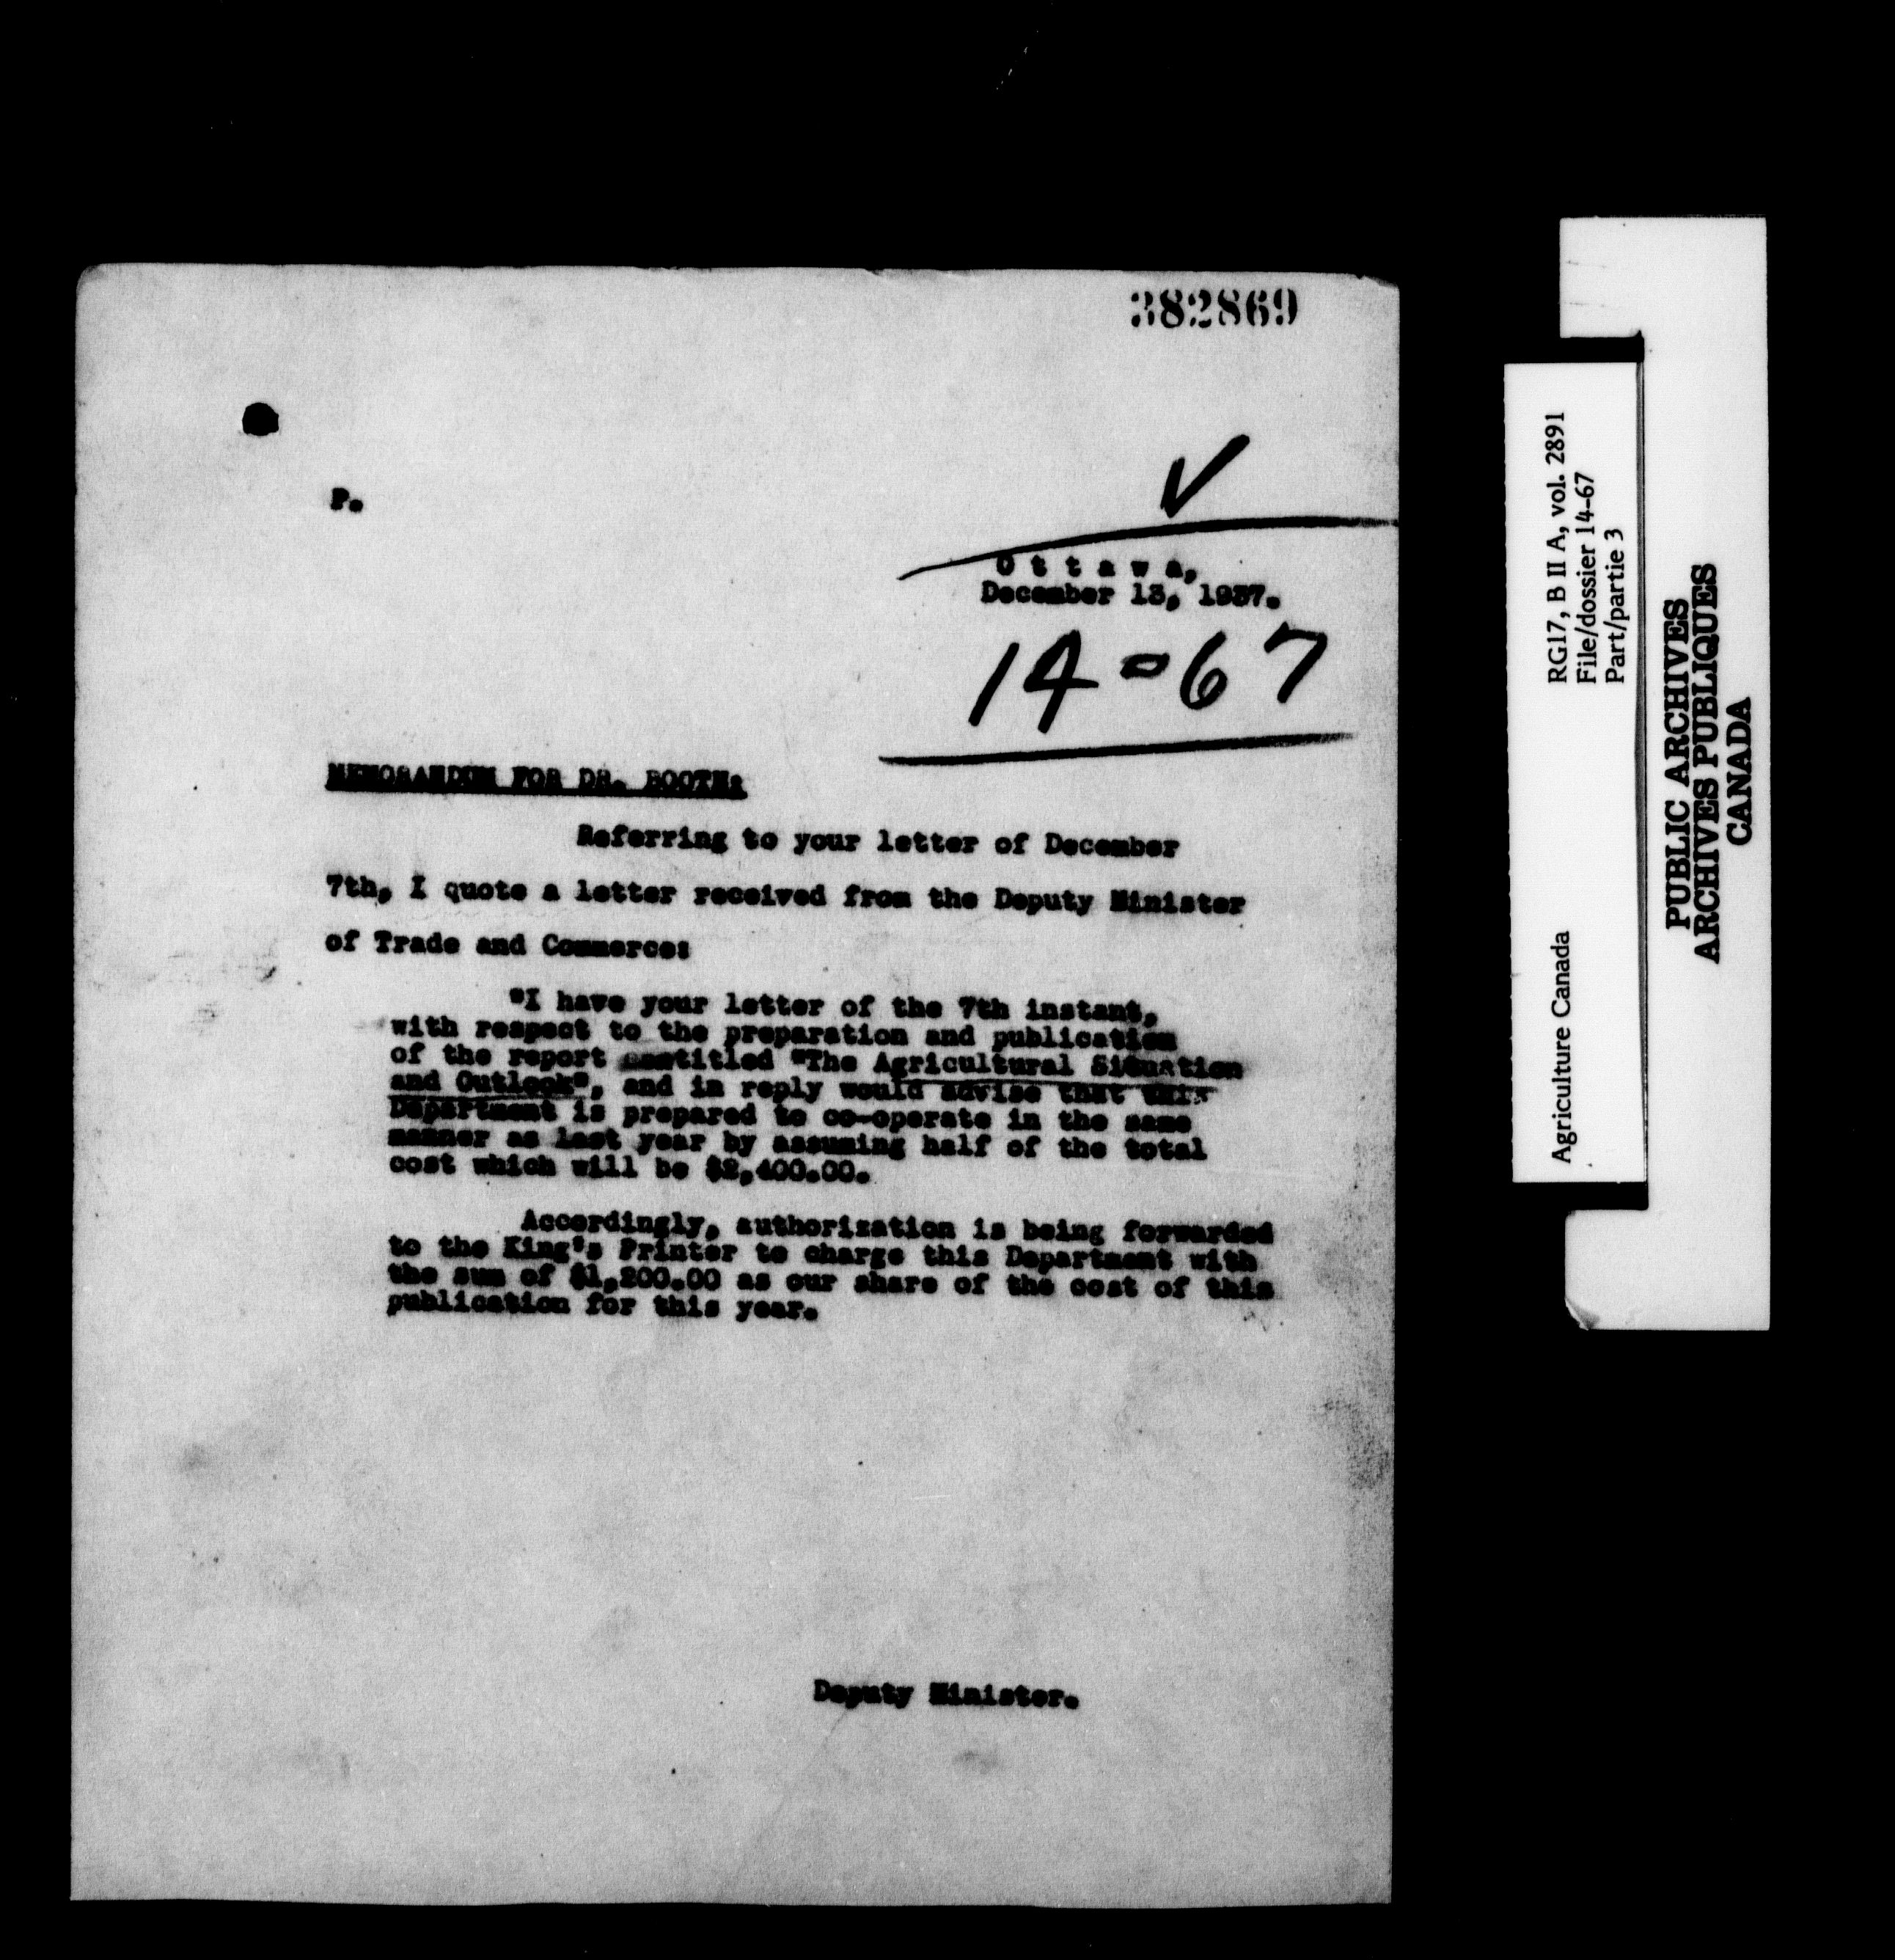 382869
P.
✓
O t t a w a,
December 13, 1937.
14-67
MEMORANDUM FOR DR. BOOTH:
Referring to your letter of December
7th, I quote a letter received from the Deputy Minister
of Trade and Commerce:
"I have your letter of the 7th instant,
with respect to the preparation and publication
of the report entitled "The Agricultural Situation
and Outlook", and in reply would advise that this
Department is prepared to co-operate in the same
manner as last year by assuming half of the total
cost which will be $2,400.00.
Accordingly, authorization is being forwarded
to the King's Printer to charge this Department with
the sum of $1,200.00 as our share of the cost of this
publication for this year.
Deputy Minister.
RG17, B II A, vol. 2891
File/dossier 14-67
Part/partie 3
Agriculture Canada
PUBLIC ARCHIVES
ARCHIVES PUBLIQUES
CANADA